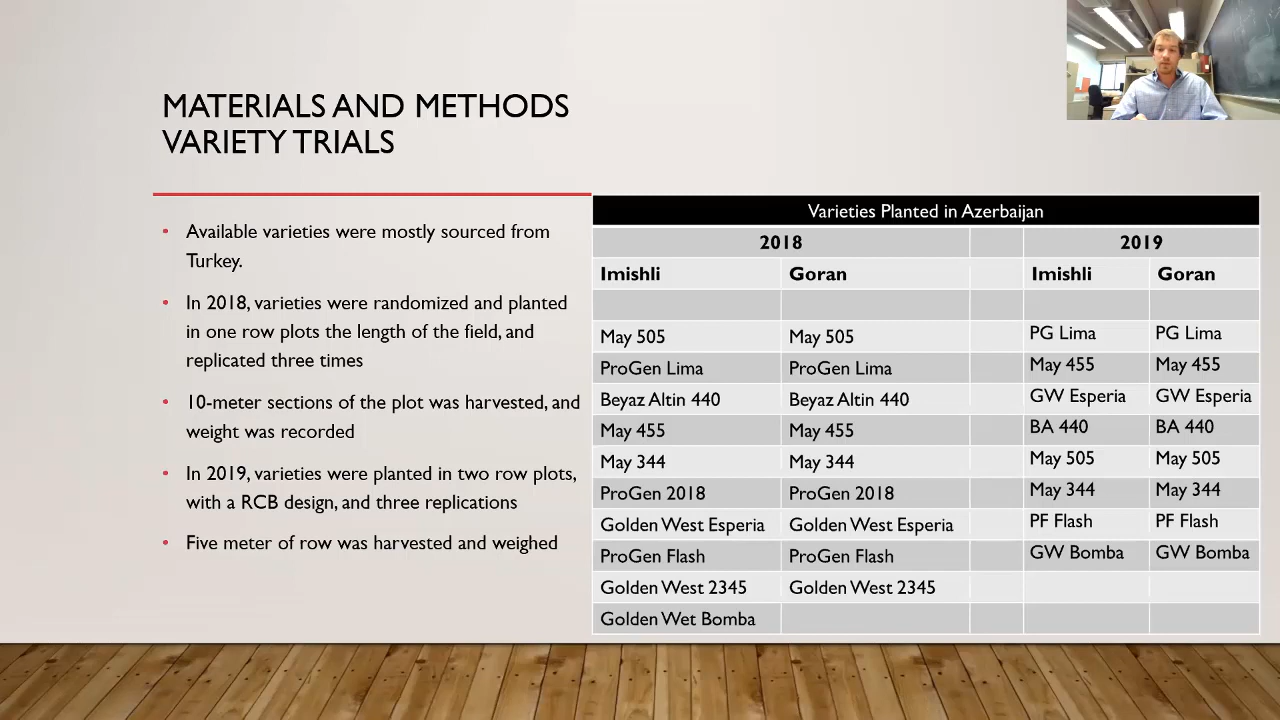 MATERIALS AND METHODS
VARIETY TRIALS
• Available varieties were mostly sourced from
Turkey.
• In 2018, varieties were randomized and planted
in one row plots the length of the field, and
replicated three times
• 10-meter sections of the plot was harvested, and
weight was recorded
• In 2019, varieties were planted in two row plots,
with a RCB design, and three replications
• Five meter of row was harvested and weighed
Varieties Planted in Azerbaijan
2018 2019
Imishli Goran Imishli Goran
May 505 May 505 PG Lima PG Lima
ProGen Lima ProGen Lima May 455 May 455
Beyaz Altin 440 Beyaz Altin 440 GW Esperia GW Esperia
May 455 May 455 BA 440 BA 440
May 344 May 344 May 505 May 505
ProGen 2018 ProGen 2018 May 344 May 344
Golden West Esperia Golden West Esperia PF Flash PF Flash
ProGen Flash ProGen Flash GW Bomba GW Bomba
Golden West 2345 Golden West 2345
Golden Wet Bomba